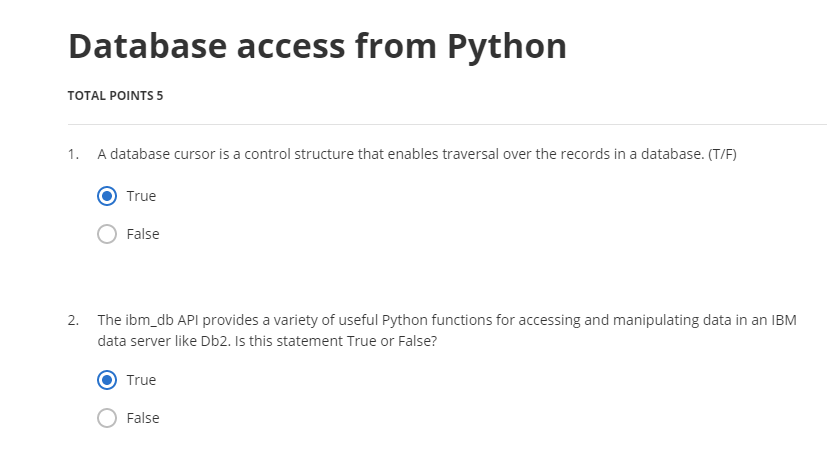 Database access from Python
TOTAL POINTS 5
1. A database cursor is a control structure that enables traversal over the records in a database. (T/F)
True
False
2. The ibm_db API provides a variety of useful Python functions for accessing and manipulating data in an IBM
data server like Db2. Is this statement True or False?
True
False